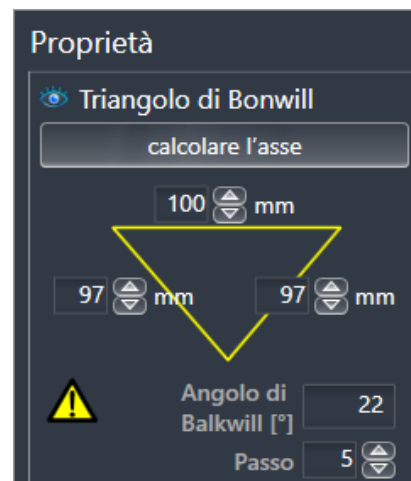 Proprietà
Triangolo di Bonwill
calcolare l'asse
100 mm
97 mm 97 mm
Angolo di
Balkwill [°] 22
Passo 5